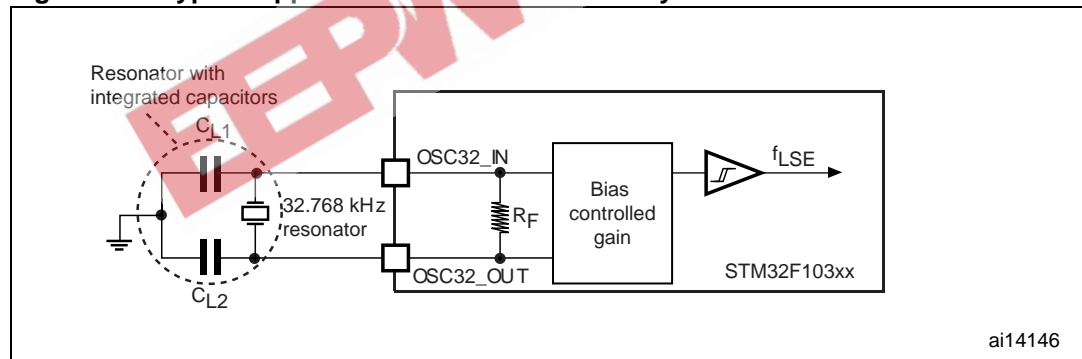 Resonator with
integrated capacitors
CL1
32.768 kHz
resonator
CL2
OSC32_IN
RF
OSC32_OUT
Bias
controlled
gain
fLSE
STM32F103xx
ai14146
EEPW